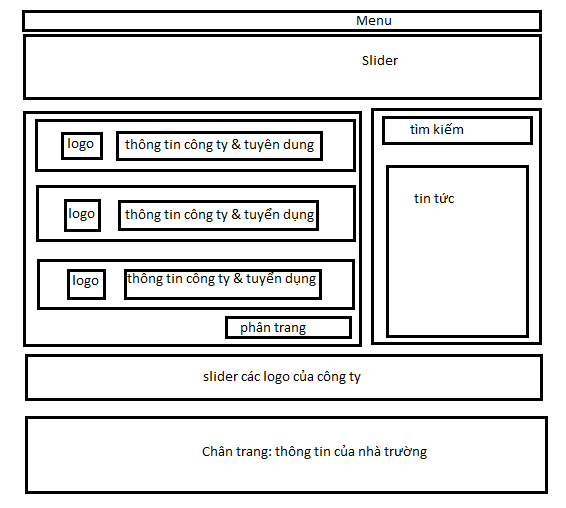 Menu
Slider
logo
thông tin công ty & tuyên dung
logo
thông tin công ty & tuyển dụng
logo
thông tin công ty & tuyển dụng
phân trang
tìm kiếm
tin tức
slider các logo của công ty
Chân trang: thông tin của nhà trường